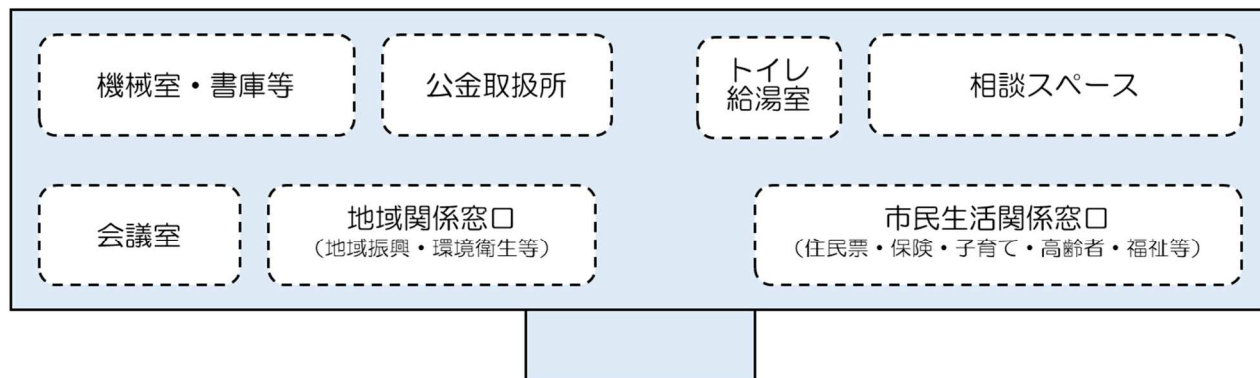 機械室・書庫等
公金取扱所
トイレ
給湯室
相談スペース
会議室
地域関係窓口
（地域振興・環境衛生等）
市民生活関係窓口
（住民票・保険・子育て・高齢者・福祉等）